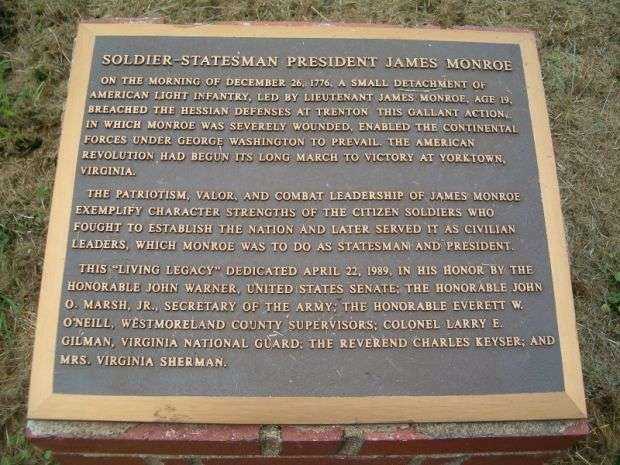 SOLDIER-STATESMAN PRESIDENT JAMES MONROE
ON THE MORNING OF DECEMBER 26, 1776, A SMALL DETACHMENT OF
AMERICAN LIGHT INFANTRY, LED BY LIEUTENANT JAMES MONROE, AGE 19,
BREACHED THE HESSIAN DEFENSES AT TRENTON. THIS GALLANT ACTION,
IN WHICH MONROE WAS SEVERELY WOUNDED, ENABLED THE CONTINENTAL
FORCES UNDER GEORGE WASHINGTON TO PREVAIL. THE AMERICAN
REVOLUTION HAD BEGUN ITS LONG MARCH TO VICTORY AT YORKTOWN,
VIRGINIA.
THE PATRIOTISM, VALOR, AND COMBAT LEADERSHIP OF JAMES MONROE
EXEMPLIFY CHARACTER STRENGTHS OF THE CITIZEN SOLDIERS WHO
FOUGHT TO ESTABLISH THE NATION AND LATER SERVED IT AS CIVILIAN
LEADERS, WHICH MONROE WAS TO DO AS STATESMAN AND PRESIDENT.
THIS "LIVING LEGACY" DEDICATED APRIL 22, 1989, IN HIS HONOR BY THE
HONORABLE JOHN WARNER, UNITED STATES SENATE; THE HONORABLE JOHN
O. MARSH, JR., SECRETARY OF THE ARMY; THE HONORABLE EVERETT W.
O'NEILL, WESTMORELAND COUNTY SUPERVISORS; COLONEL LARRY E.
GILMAN, VIRGINIA NATIONAL GUARD; THE REVEREND CHARLES KEYSER; AND
MRS. VIRGINIA SHERMAN.